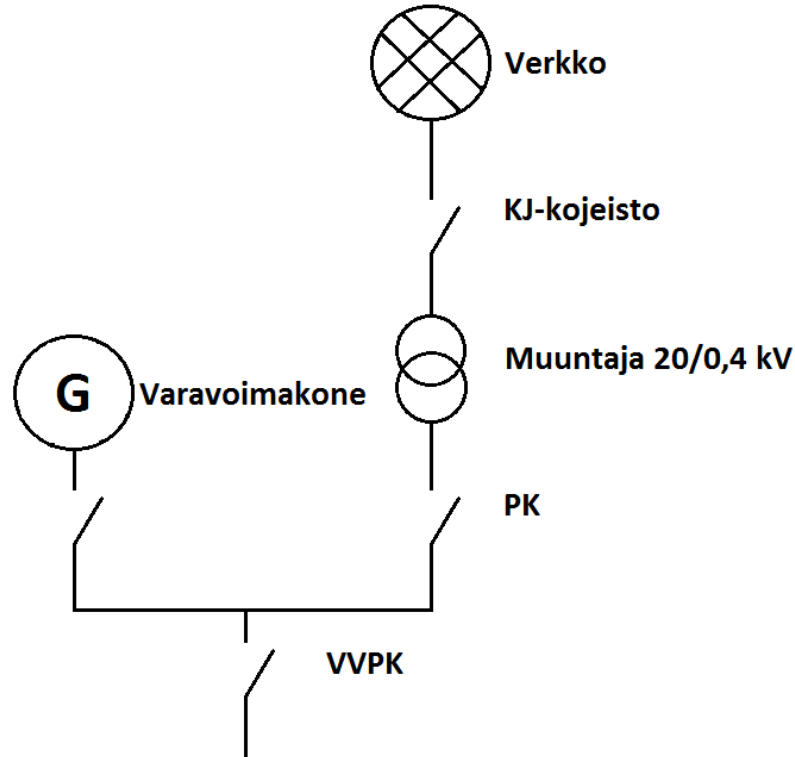 Verkko
KJ-kojeisto
Muuntaja 20/0,4 kV
G
Varavoimakone
PK
VVPK